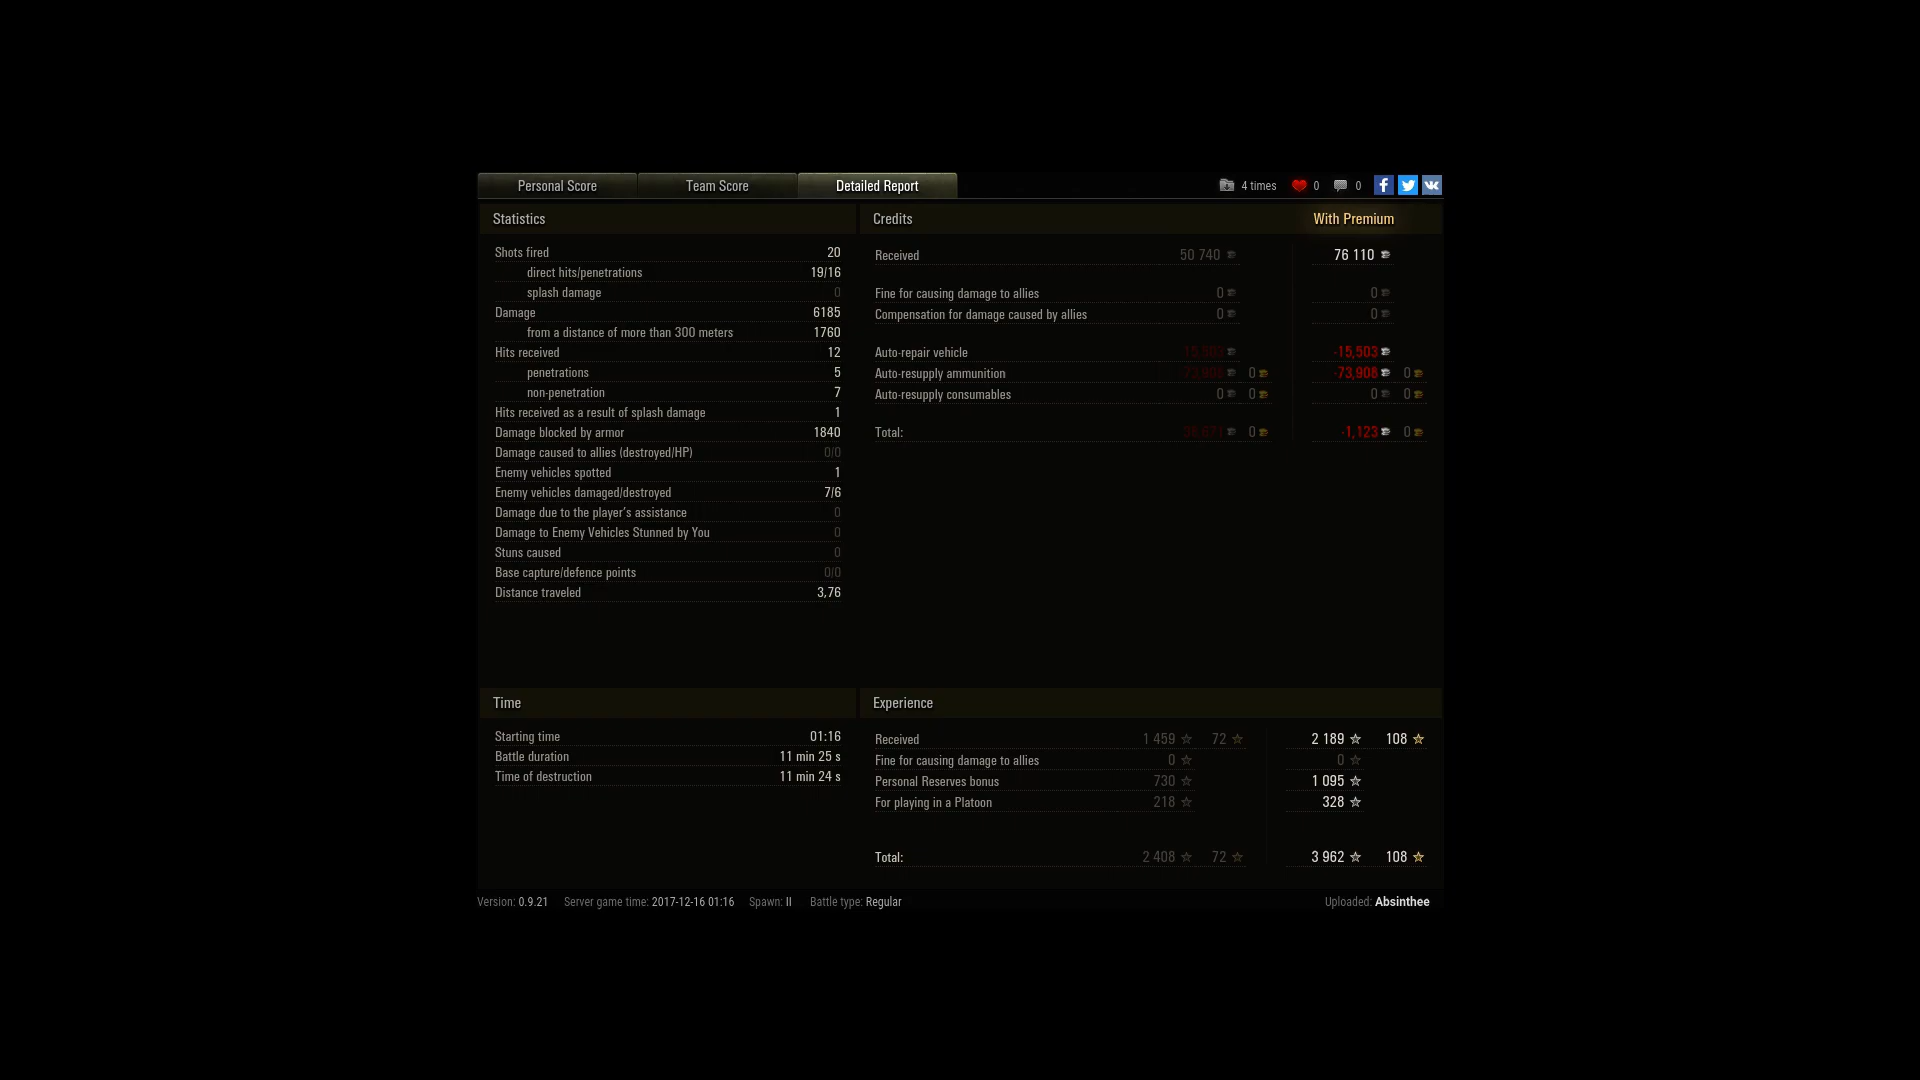 Personal Score Team Score Detailed Report 4 times 0 0
Statistics
Shots fired 20
direct hits/penetrations 19/16
splash damage 0
Damage 6185
from a distance of more than 300 meters 1760
Hits received 12
penetrations 5
non-penetration 7
Hits received as a result of splash damage 1
Damage blocked by armor 1840
Damage caused to allies (destroyed/HP) 0/0
Enemy vehicles spotted 1
Enemy vehicles damaged/destroyed 7/6
Damage due to the player's assistance 0
Damage to Enemy Vehicles Stunned by You 0
Stuns caused 0
Base capture/defence points 0/0
Distance traveled 3,76
Credits With Premium
Received 50 740 76 110
Fine for causing damage to allies 0 0
Compensation for damage caused by allies 0 0
Auto-repair vehicle -15,503
Auto-resupply ammunition 0 0
Auto-resupply consumables 0 0 0 0
Total: 0 -1,123 0
Time
Starting time 01:16
Battle duration 11 min 25 s
Time of destruction 11 min 24 s
Experience
Received 1 459 72 2 189 108
Fine for causing damage to allies 0 0
Personal Reserves bonus 730 1 095
For playing in a Platoon 218 328
Total: 2 408 72 3 962 108
Version: 0.9.21 Server game time: 2017-12-16 01:16 Spawn: II Battle type: Regular Uploaded: Absinthee